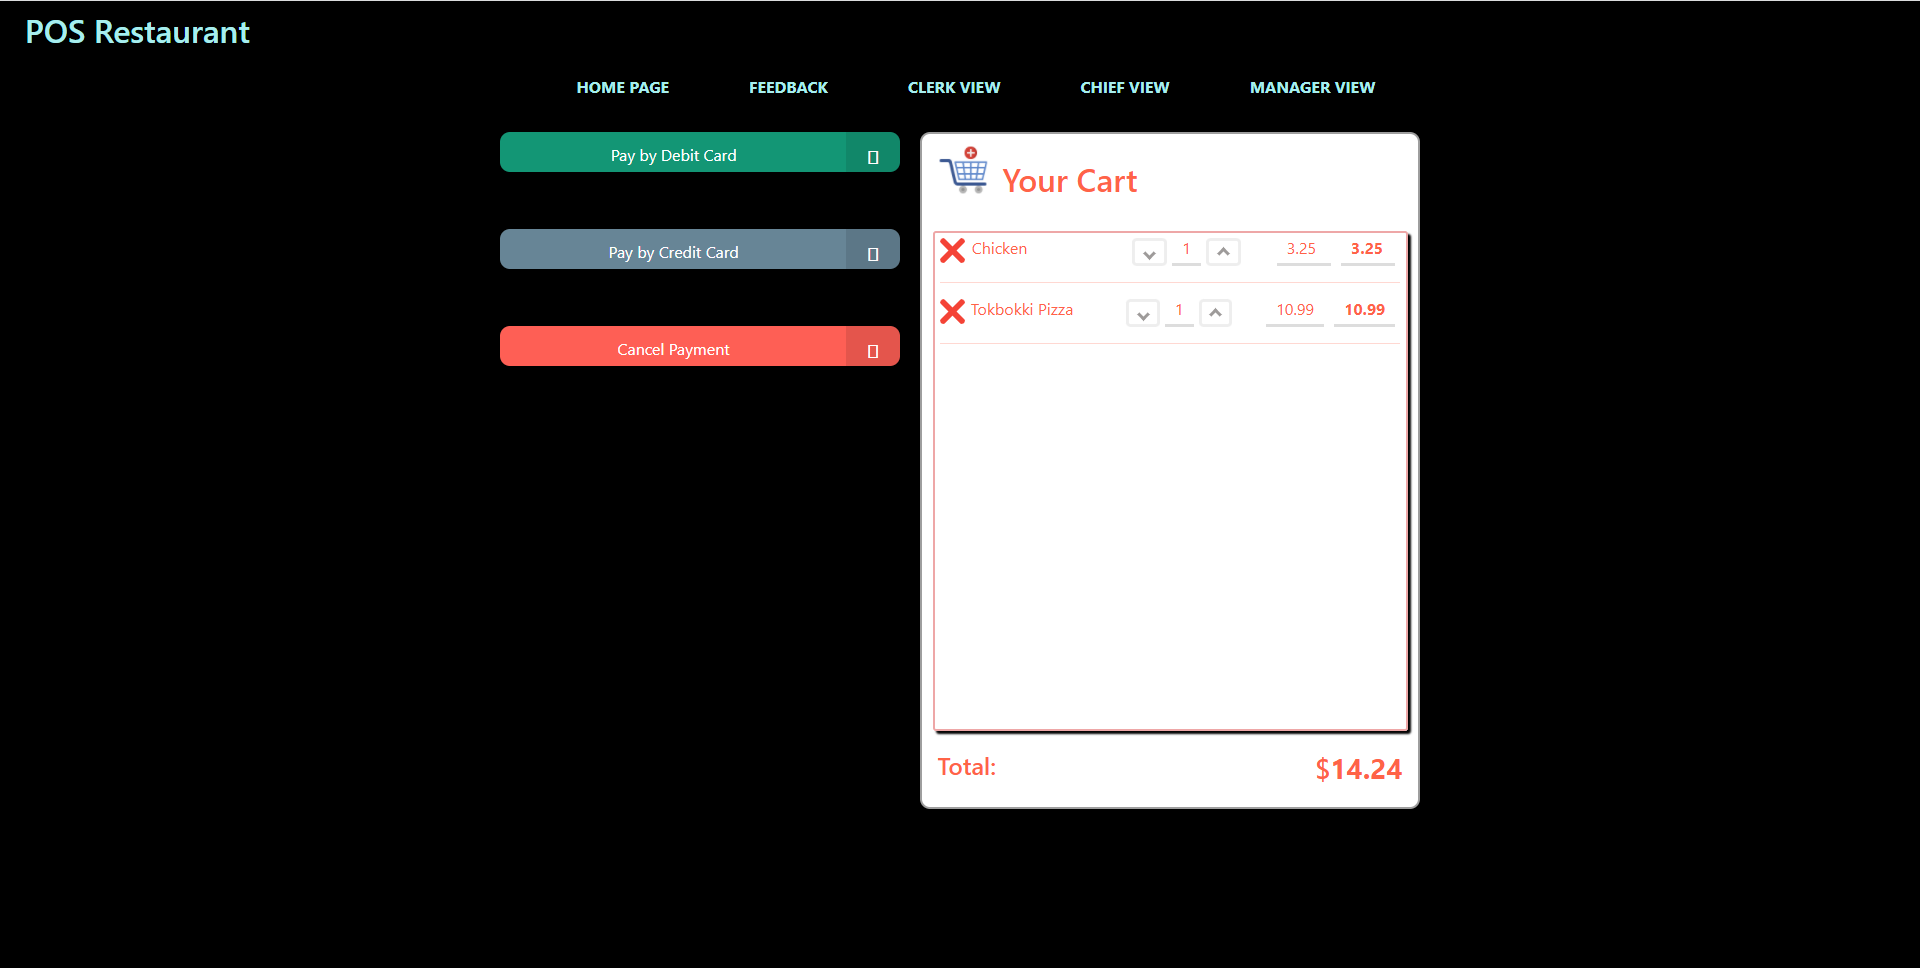 POS Restaurant
HOME PAGE FEEDBACK CLERK VIEW CHIEF VIEW MANAGER VIEW
Pay by Debit Card
Pay by Credit Card
Cancel Payment
Your Cart
Chicken 1 3.25 3.25
Tokbokki Pizza 1 10.99 10.99
Total: $14.24